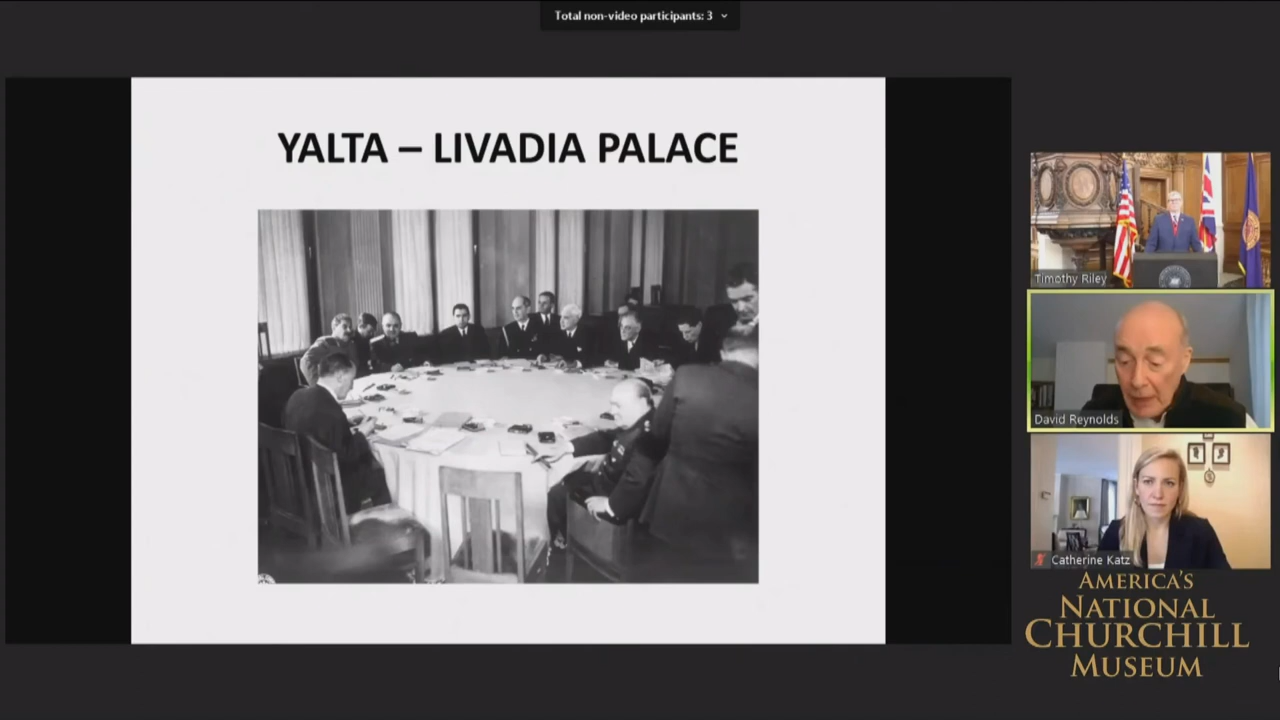 Total non-video participants: 3
YALTA – LIVADIA PALACE
Timothy Riley
David Reynolds
Catherine Katz
AMERICA'S
NATIONAL
CHURCHILL
MUSEUM